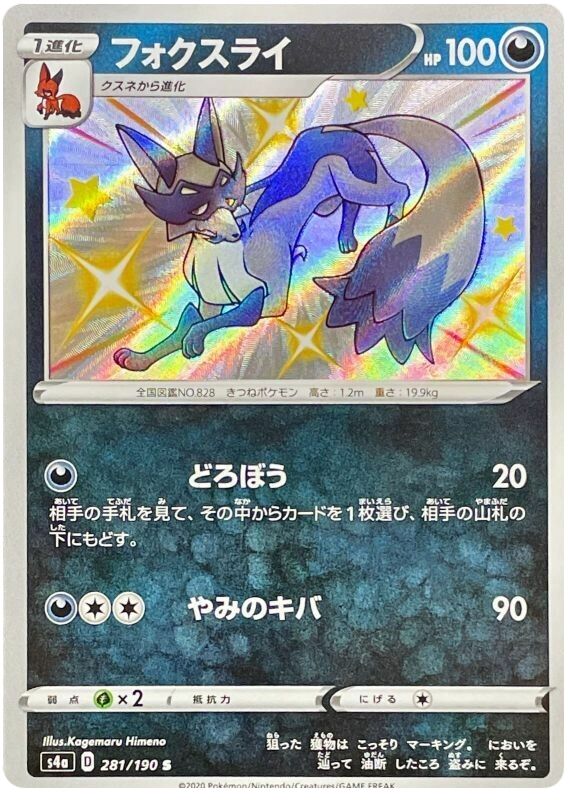 1進化
フォクスライ
HP 100
クスネから進化
全国図鑑NO.828 きつねポケモン 高さ:1.2m 重さ:19.9kg
どろぼう 20
相手の手札を見て、その中からカードを1枚選び、相手の山札の
下にもどす。
やみのキバ 90
弱点 ×2 抵抗力 にげる
Illus.Kagemaru Himeno
s4a D 281/190 S
狙った 獲物は こっそり マーキング。 においを
辿って 油断 したころ 盗みに 来るぞ。
©2020 Pokémon/Nintendo/Creatures/GAME FREAK